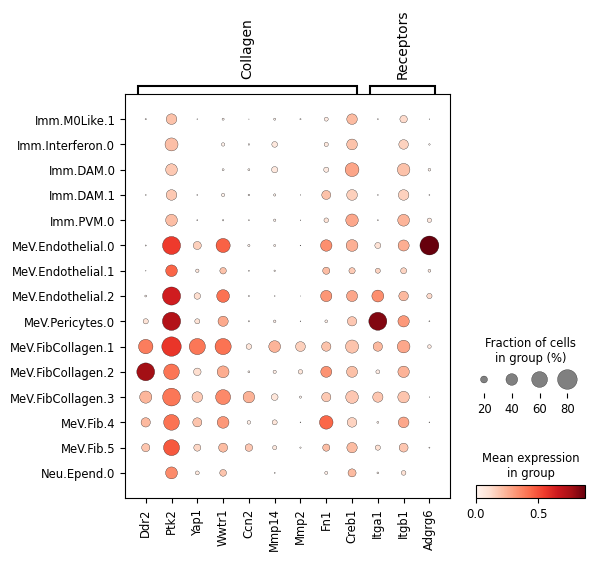 Collagen
Receptors
Imm.M0Like.1
Imm.Interferon.0
Imm.DAM.0
Imm.DAM.1
Imm.PVM.0
MeV.Endothelial.0
MeV.Endothelial.1
MeV.Endothelial.2
MeV.Pericytes.0
MeV.FibCollagen.1
MeV.FibCollagen.2
MeV.FibCollagen.3
MeV.Fib.4
MeV.Fib.5
Neu.Epend.0
Ddr2
Ptk2
Yap1
Wwtr1
Ccn2
Mmp14
Mmp2
Fn1
Creb1
Itga1
Itgb1
Adgrg6
Fraction of cells
in group (%)
20 40 60 80
Mean expression
in group
0.0 0.5